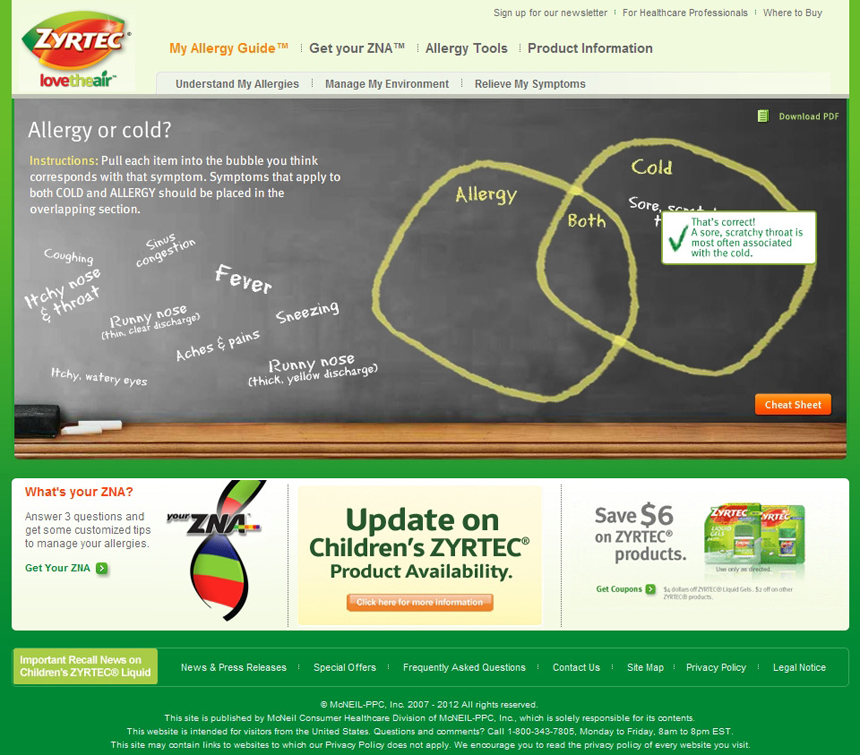 Sign up for our newsletter
For Healthcare Professionals
Where to Buy
ZYRTEC®
lovetheair™
My Allergy Guide™
Get your ZNA™
Allergy Tools
Product Information
Understand My Allergies
Manage My Environment
Relieve My Symptoms
Download PDF
Allergy or cold?
Instructions: Pull each item into the bubble you think
corresponds with that symptom. Symptoms that apply to
both COLD and ALLERGY should be placed in the
overlapping section.
Allergy
Both
Cold
Sore,
That's correct!
A sore, scratchy throat is
most often associated
with the cold.
Coughing
Sinus
congestion
Itchy nose
& throat
Fever
Runny nose
(thin, clear discharge)
Sneezing
Aches & pains
Itchy, watery eyes
Runny nose
(thick, yellow discharge)
Cheat Sheet
What's your ZNA?
Answer 3 questions and
get some customized tips
to manage your allergies.
Get Your ZNA
your
ZNA
Update on
Children's ZYRTEC®
Product Availability.
Click here for more information
Save $6
on ZYRTEC®
products.
ZYRTEC
LIQUID
GELS
ZYRTEC
Use only as directed.
Get Coupons
$4 dollars off ZYRTEC® Liquid Gels. $2 off on other
ZYRTEC® products.
Important Recall News on
Children's ZYRTEC® Liquid
News & Press Releases
Special Offers
Frequently Asked Questions
Contact Us
Site Map
Privacy Policy
Legal Notice
© McNEIL-PPC, Inc. 2007 - 2012 All rights reserved.
This site is published by McNeil Consumer Healthcare Division of McNEIL-PPC, Inc., which is solely responsible for its contents.
This website is intended for visitors from the United States. Questions and comments? Call 1-800-343-7805, Monday to Friday, 8am to 8pm EST.
This site may contain links to websites to which our Privacy Policy does not apply. We encourage you to read the privacy policy of every website you visit.